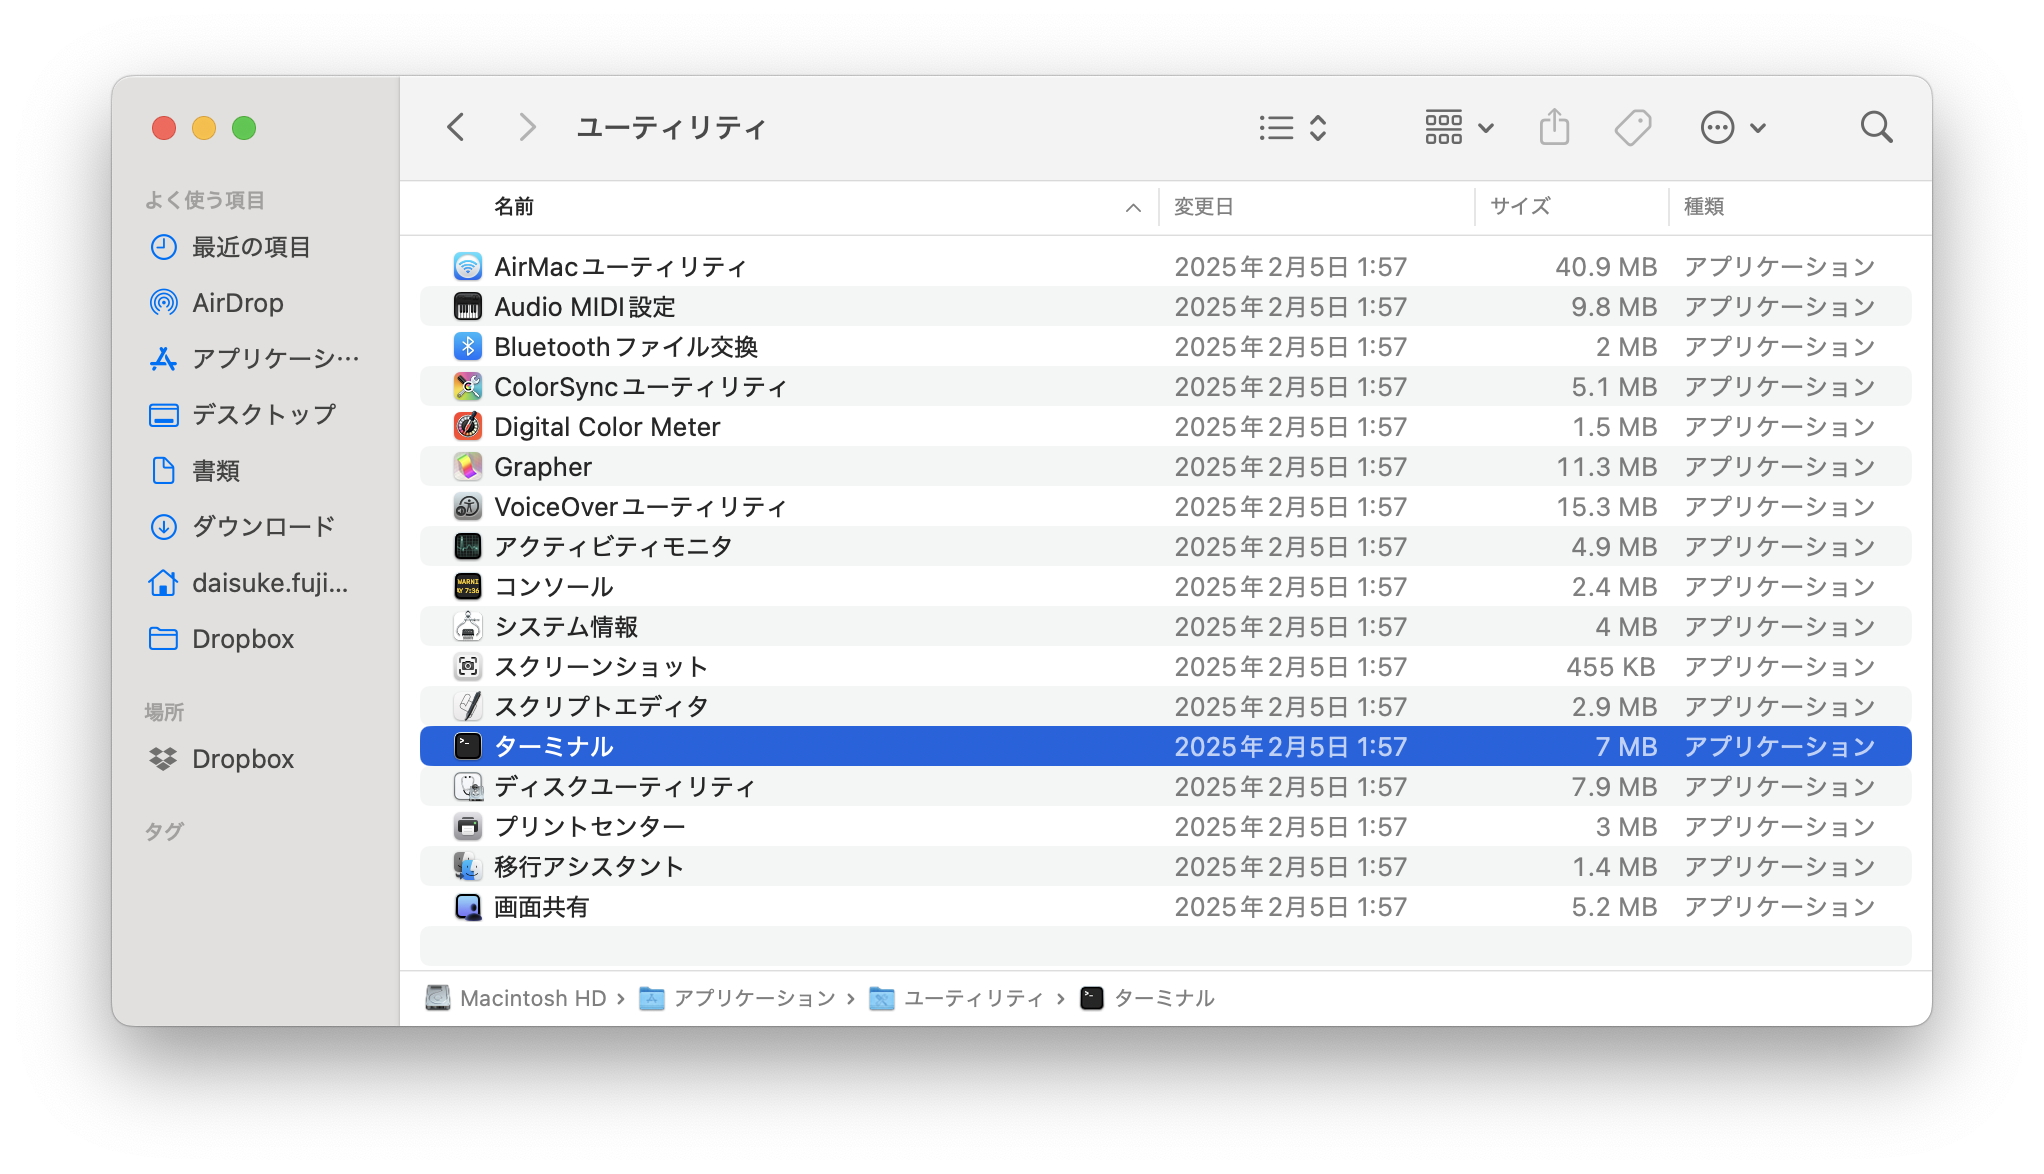 ユーティリティ
よく使う項目
最近の項目
AirDrop
アプリケーシ…
デスクトップ
書類
ダウンロード
daisuke.fuji...
Dropbox
場所
Dropbox
タグ
名前 変更日 サイズ 種類
AirMacユーティリティ 2025年2月5日 1:57 40.9 MB アプリケーション
Audio MIDI設定 2025年2月5日 1:57 9.8 MB アプリケーション
Bluetoothファイル交換 2025年2月5日 1:57 2 MB アプリケーション
ColorSyncユーティリティ 2025年2月5日 1:57 5.1 MB アプリケーション
Digital Color Meter 2025年2月5日 1:57 1.5 MB アプリケーション
Grapher 2025年2月5日 1:57 11.3 MB アプリケーション
VoiceOverユーティリティ 2025年2月5日 1:57 15.3 MB アプリケーション
アクティビティモニタ 2025年2月5日 1:57 4.9 MB アプリケーション
コンソール 2025年2月5日 1:57 2.4 MB アプリケーション
システム情報 2025年2月5日 1:57 4 MB アプリケーション
スクリーンショット 2025年2月5日 1:57 455 KB アプリケーション
スクリプトエディタ 2025年2月5日 1:57 2.9 MB アプリケーション
ターミナル 2025年2月5日 1:57 7 MB アプリケーション
ディスクユーティリティ 2025年2月5日 1:57 7.9 MB アプリケーション
プリントセンター 2025年2月5日 1:57 3 MB アプリケーション
移行アシスタント 2025年2月5日 1:57 1.4 MB アプリケーション
画面共有 2025年2月5日 1:57 5.2 MB アプリケーション
Macintosh HD › アプリケーション › ユーティリティ › ターミナル